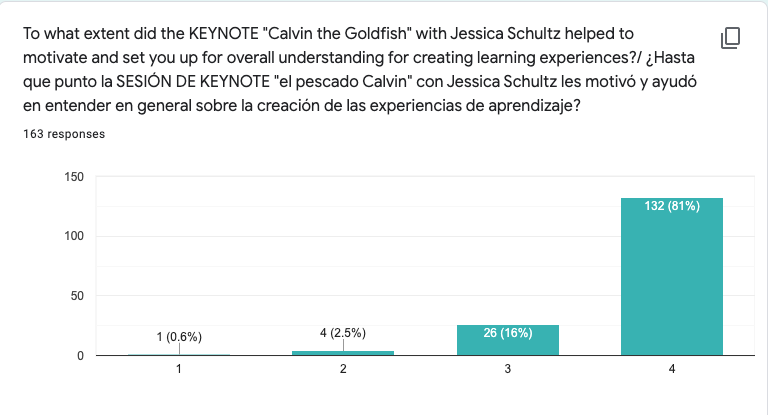 To what extent did the KEYNOTE "Calvin the Goldfish" with Jessica Schultz helped to
motivate and set you up for overall understanding for creating learning experiences?/ ¿Hasta
que punto la SESIÓN DE KEYNOTE "el pescado Calvin" con Jessica Schultz les motivó y ayudó
en entender en general sobre la creación de las experiencias de aprendizaje?
163 responses
150
100
50
0
1 (0.6%)
4 (2.5%)
26 (16%)
132 (81%)
1 2 3 4